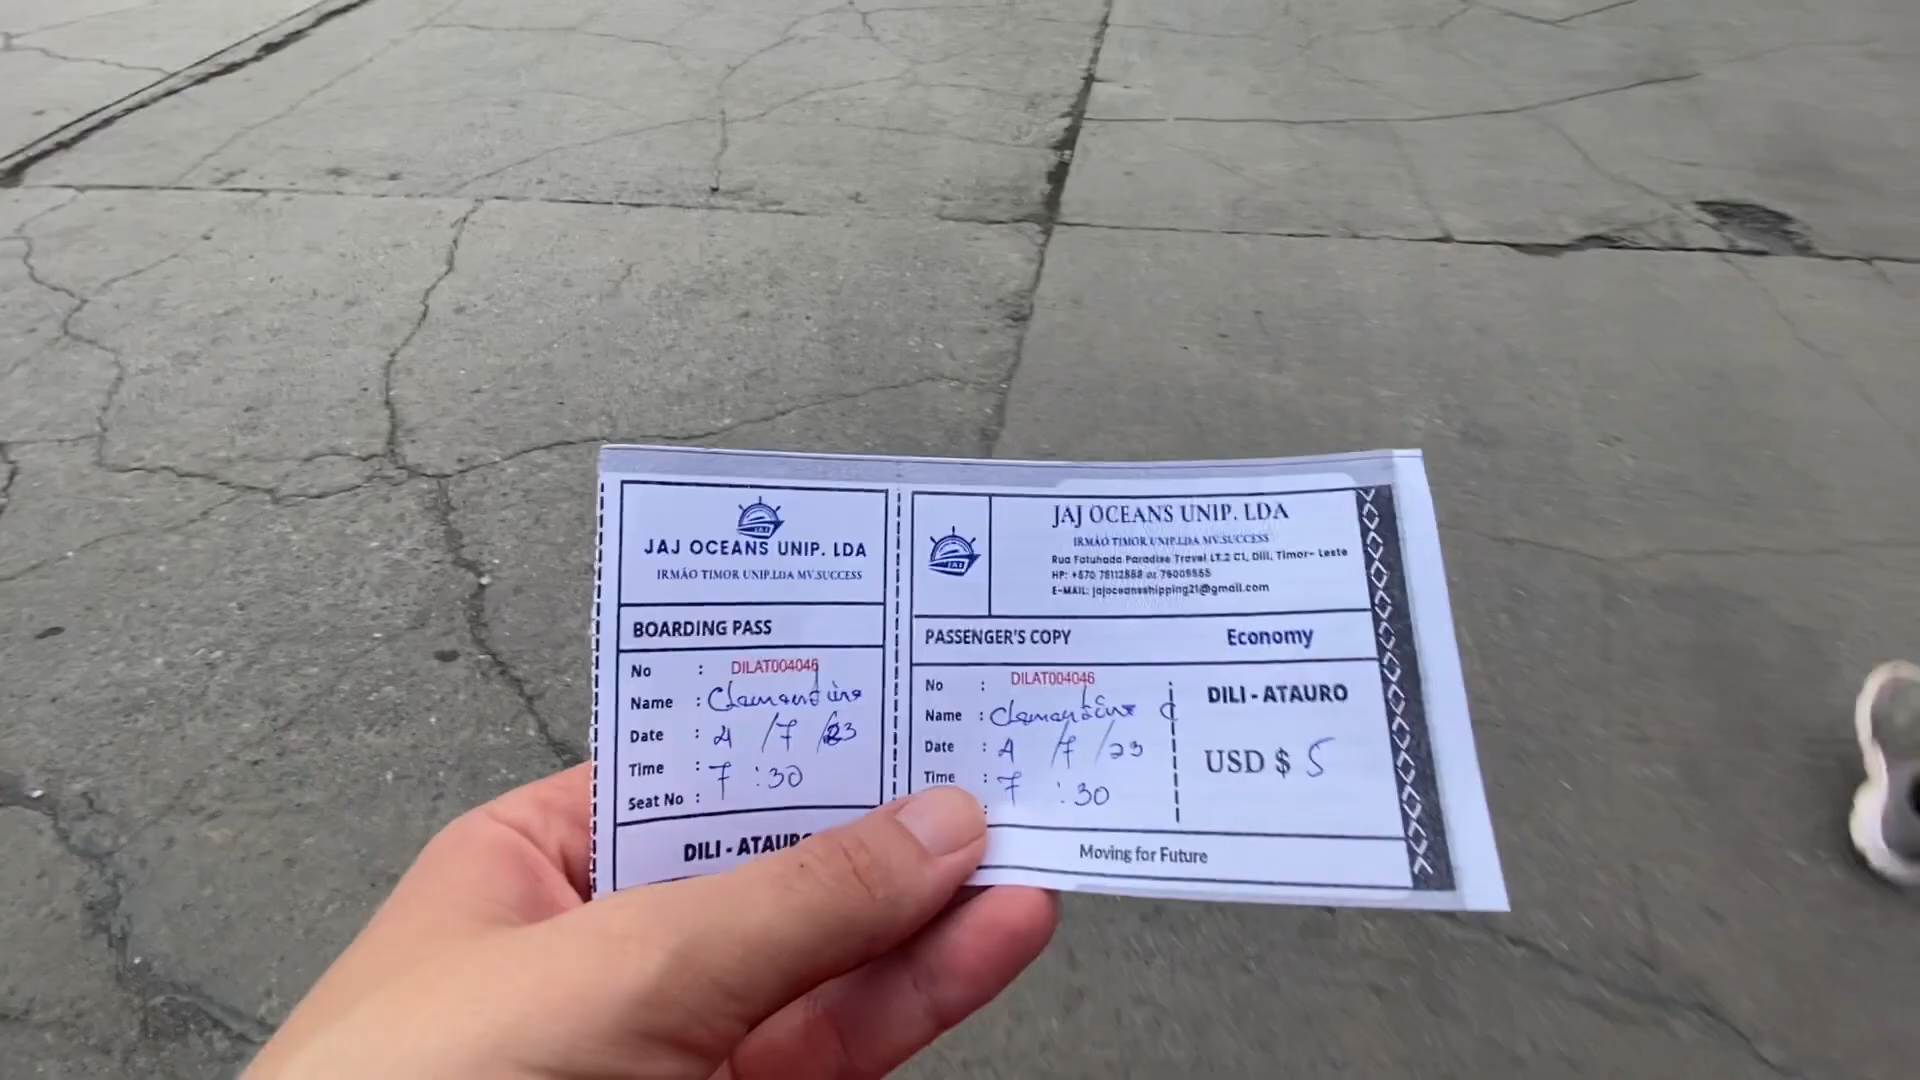 JAJ OCEANS UNIP. LDA
IRMÃO TIMOR UNIP.LDA MV.SUCCESS
BOARDING PASS
No : DILAT004046
Name : Clamantine
Date : 4 /7 /23
Time : 7 :30
Seat No :
DILI - ATAURO
JAJ
JAJ OCEANS UNIP. LDA
IRMÃO TIMOR UNIP.LDA MV.SUCCESS
Rua Fatuhada Paradise Travel LT.2 C1, Dili, Timor- Leste
E-MAIL: jajoceansshipping21@gmail.com
PASSENGER'S COPY Economy
No : DILAT004046
Name : Clamantine
Date : 4 /7 /23
Time : 7 :30
DILI - ATAURO
USD $ 5
Moving for Future